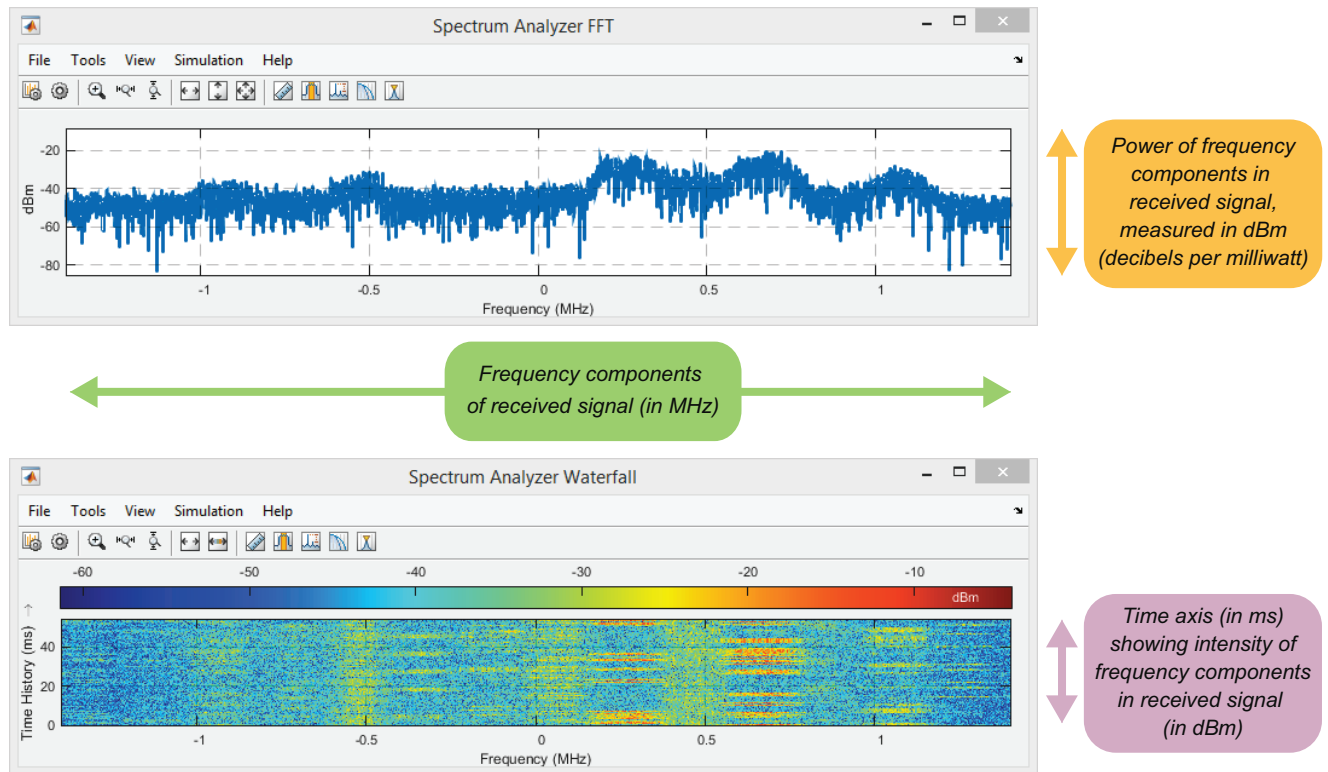 Spectrum Analyzer FFT
File Tools View Simulation Help
-20
-40
-60
-80
dBm
-1 -0.5 0 0.5 1
Frequency (MHz)
Power of frequency
components in
received signal,
measured in dBm
(decibels per milliwatt)
Frequency components
of received signal (in MHz)
Spectrum Analyzer Waterfall
File Tools View Simulation Help
-60 -50 -40 -30 -20 -10
dBm
Time History (ms) →
40
20
0
-1 -0.5 0 0.5 1
Frequency (MHz)
Time axis (in ms)
showing intensity of
frequency components
in received signal
(in dBm)